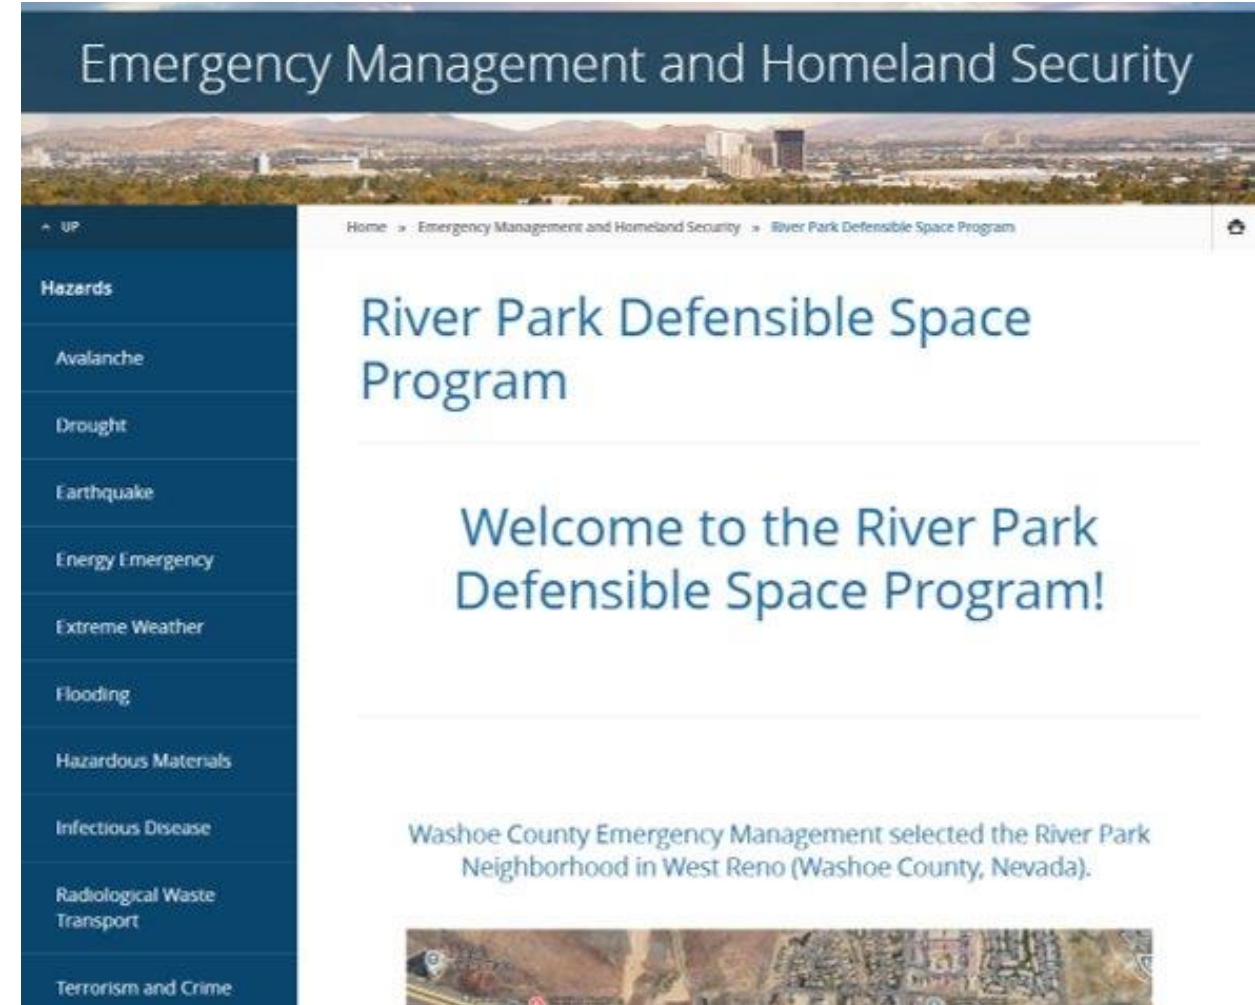 Emergency Management and Homeland Security
UP
Home » Emergency Management and Homeland Security » River Park Defensible Space Program
Hazards
Avalanche
Drought
Earthquake
Energy Emergency
Extreme Weather
Flooding
Hazardous Materials
Infectious Disease
Radiological Waste
Transport
Terrorism and Crime
River Park Defensible Space
Program
Welcome to the River Park
Defensible Space Program!
Washoe County Emergency Management selected the River Park
Neighborhood in West Reno (Washoe County, Nevada).